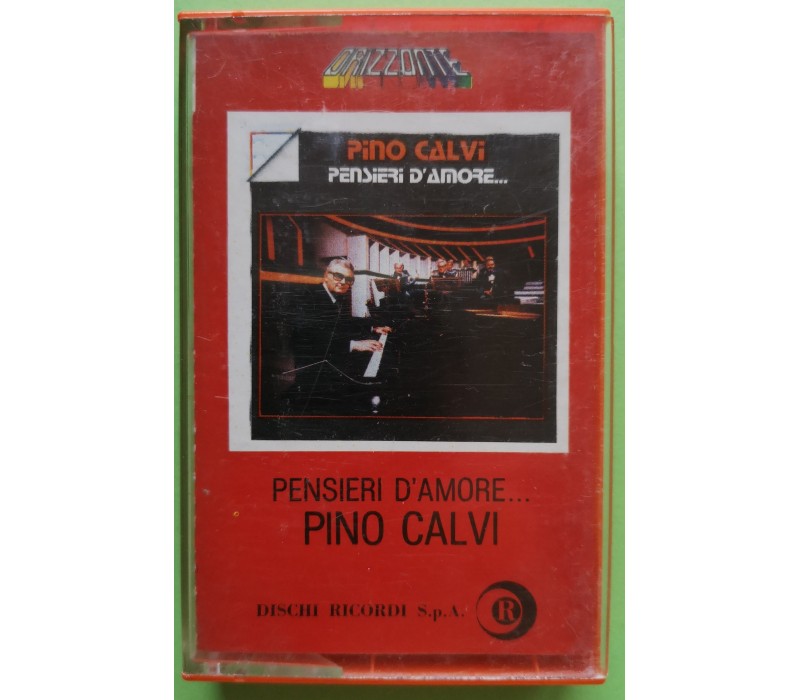 ORIZZONTE
PINO CALVI
PENSIERI D'AMORE...
PENSIERI D'AMORE...
PINO CALVI
DISCHI RICORDI S.p.A.
R